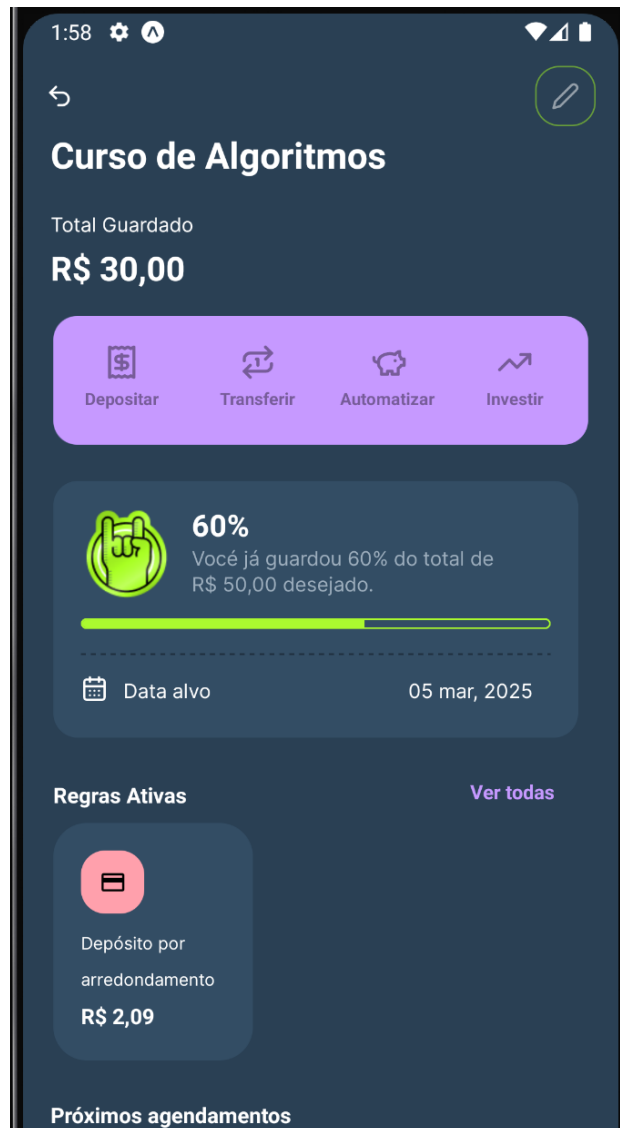 1:58
Curso de Algoritmos
Total Guardado
R$ 30,00
Depositar Transferir Automatizar Investir
60%
Vocé já guardou 60% do total de
R$ 50,00 desejado.
Data alvo 05 mar, 2025
Regras Ativas Ver todas
Depósito por
arredondamento
R$ 2,09
Próximos agendamentos